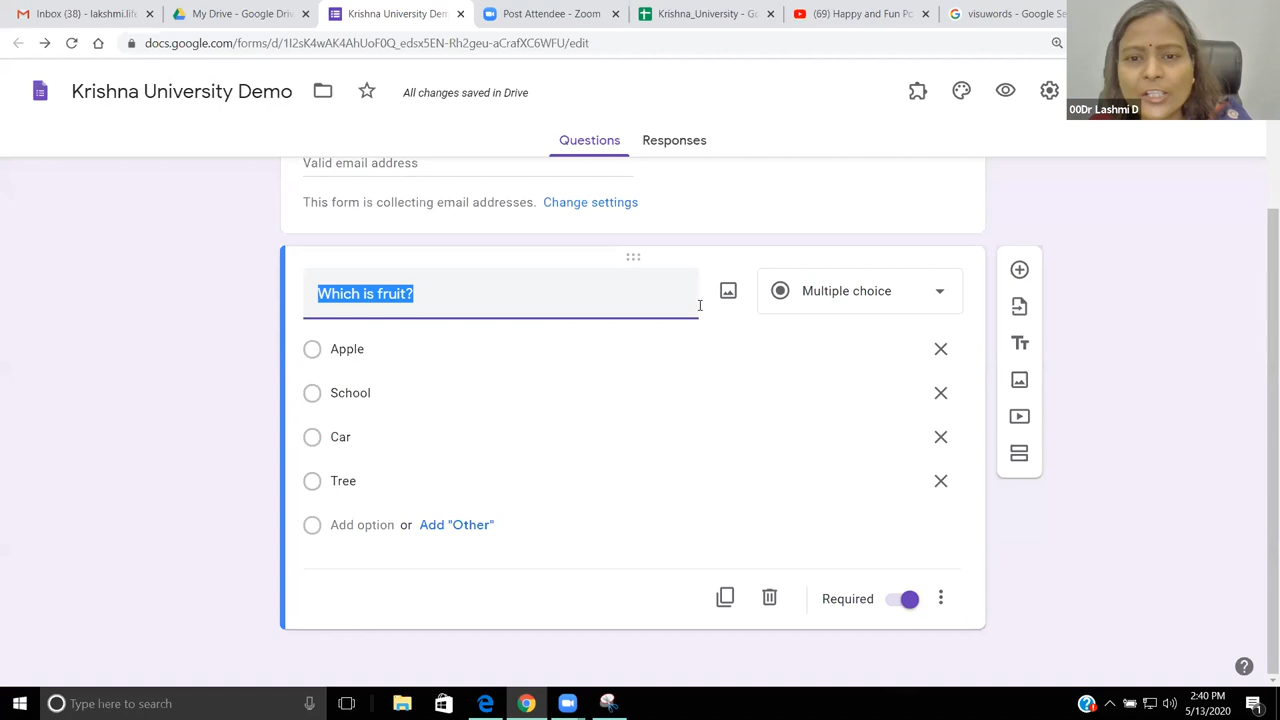 Inbox (38) - lakshmi.life
My Drive - Google Drive
Krishna University Demo
Post Attendee - Zoom
Krishna_University - Go
(69) Happy and Fun Po
visuwords - Google Se
docs.google.com/forms/d/1I2sK4wAK4AhUoF0Q_edsx5EN-Rh2geu-aCrafXC6WFU/edit
Krishna University Demo
All changes saved in Drive
00Dr Lashmi D
Questions
Responses
Valid email address
This form is collecting email addresses. Change settings
Which is fruit?
Multiple choice
Apple
School
Car
Tree
Add option or Add "Other"
Required
Type here to search
2:40 PM
5/13/2020